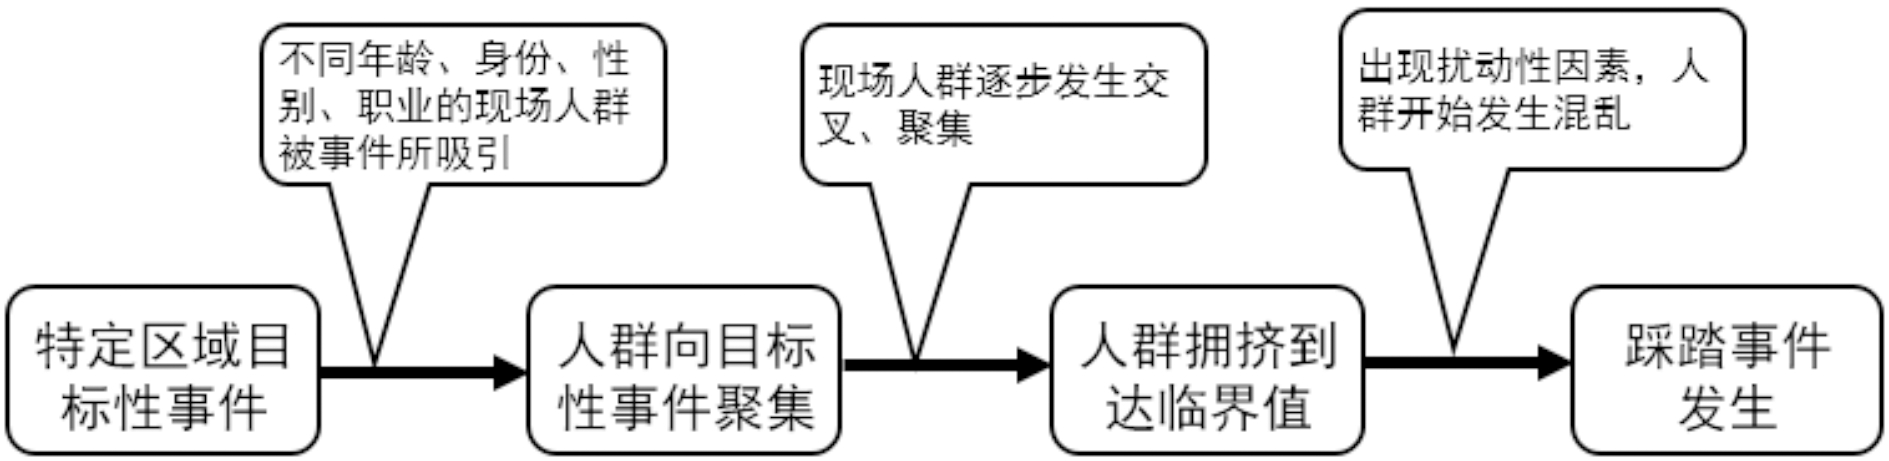 不同年龄、身份、性
别、职业的现场人群
被事件所吸引
现场人群逐步发生交
叉、聚集
出现扰动性因素，人
群开始发生混乱
特定区域目
标性事件
人群向目标
性事件聚集
人群拥挤到
达临界值
踩踏事件
发生